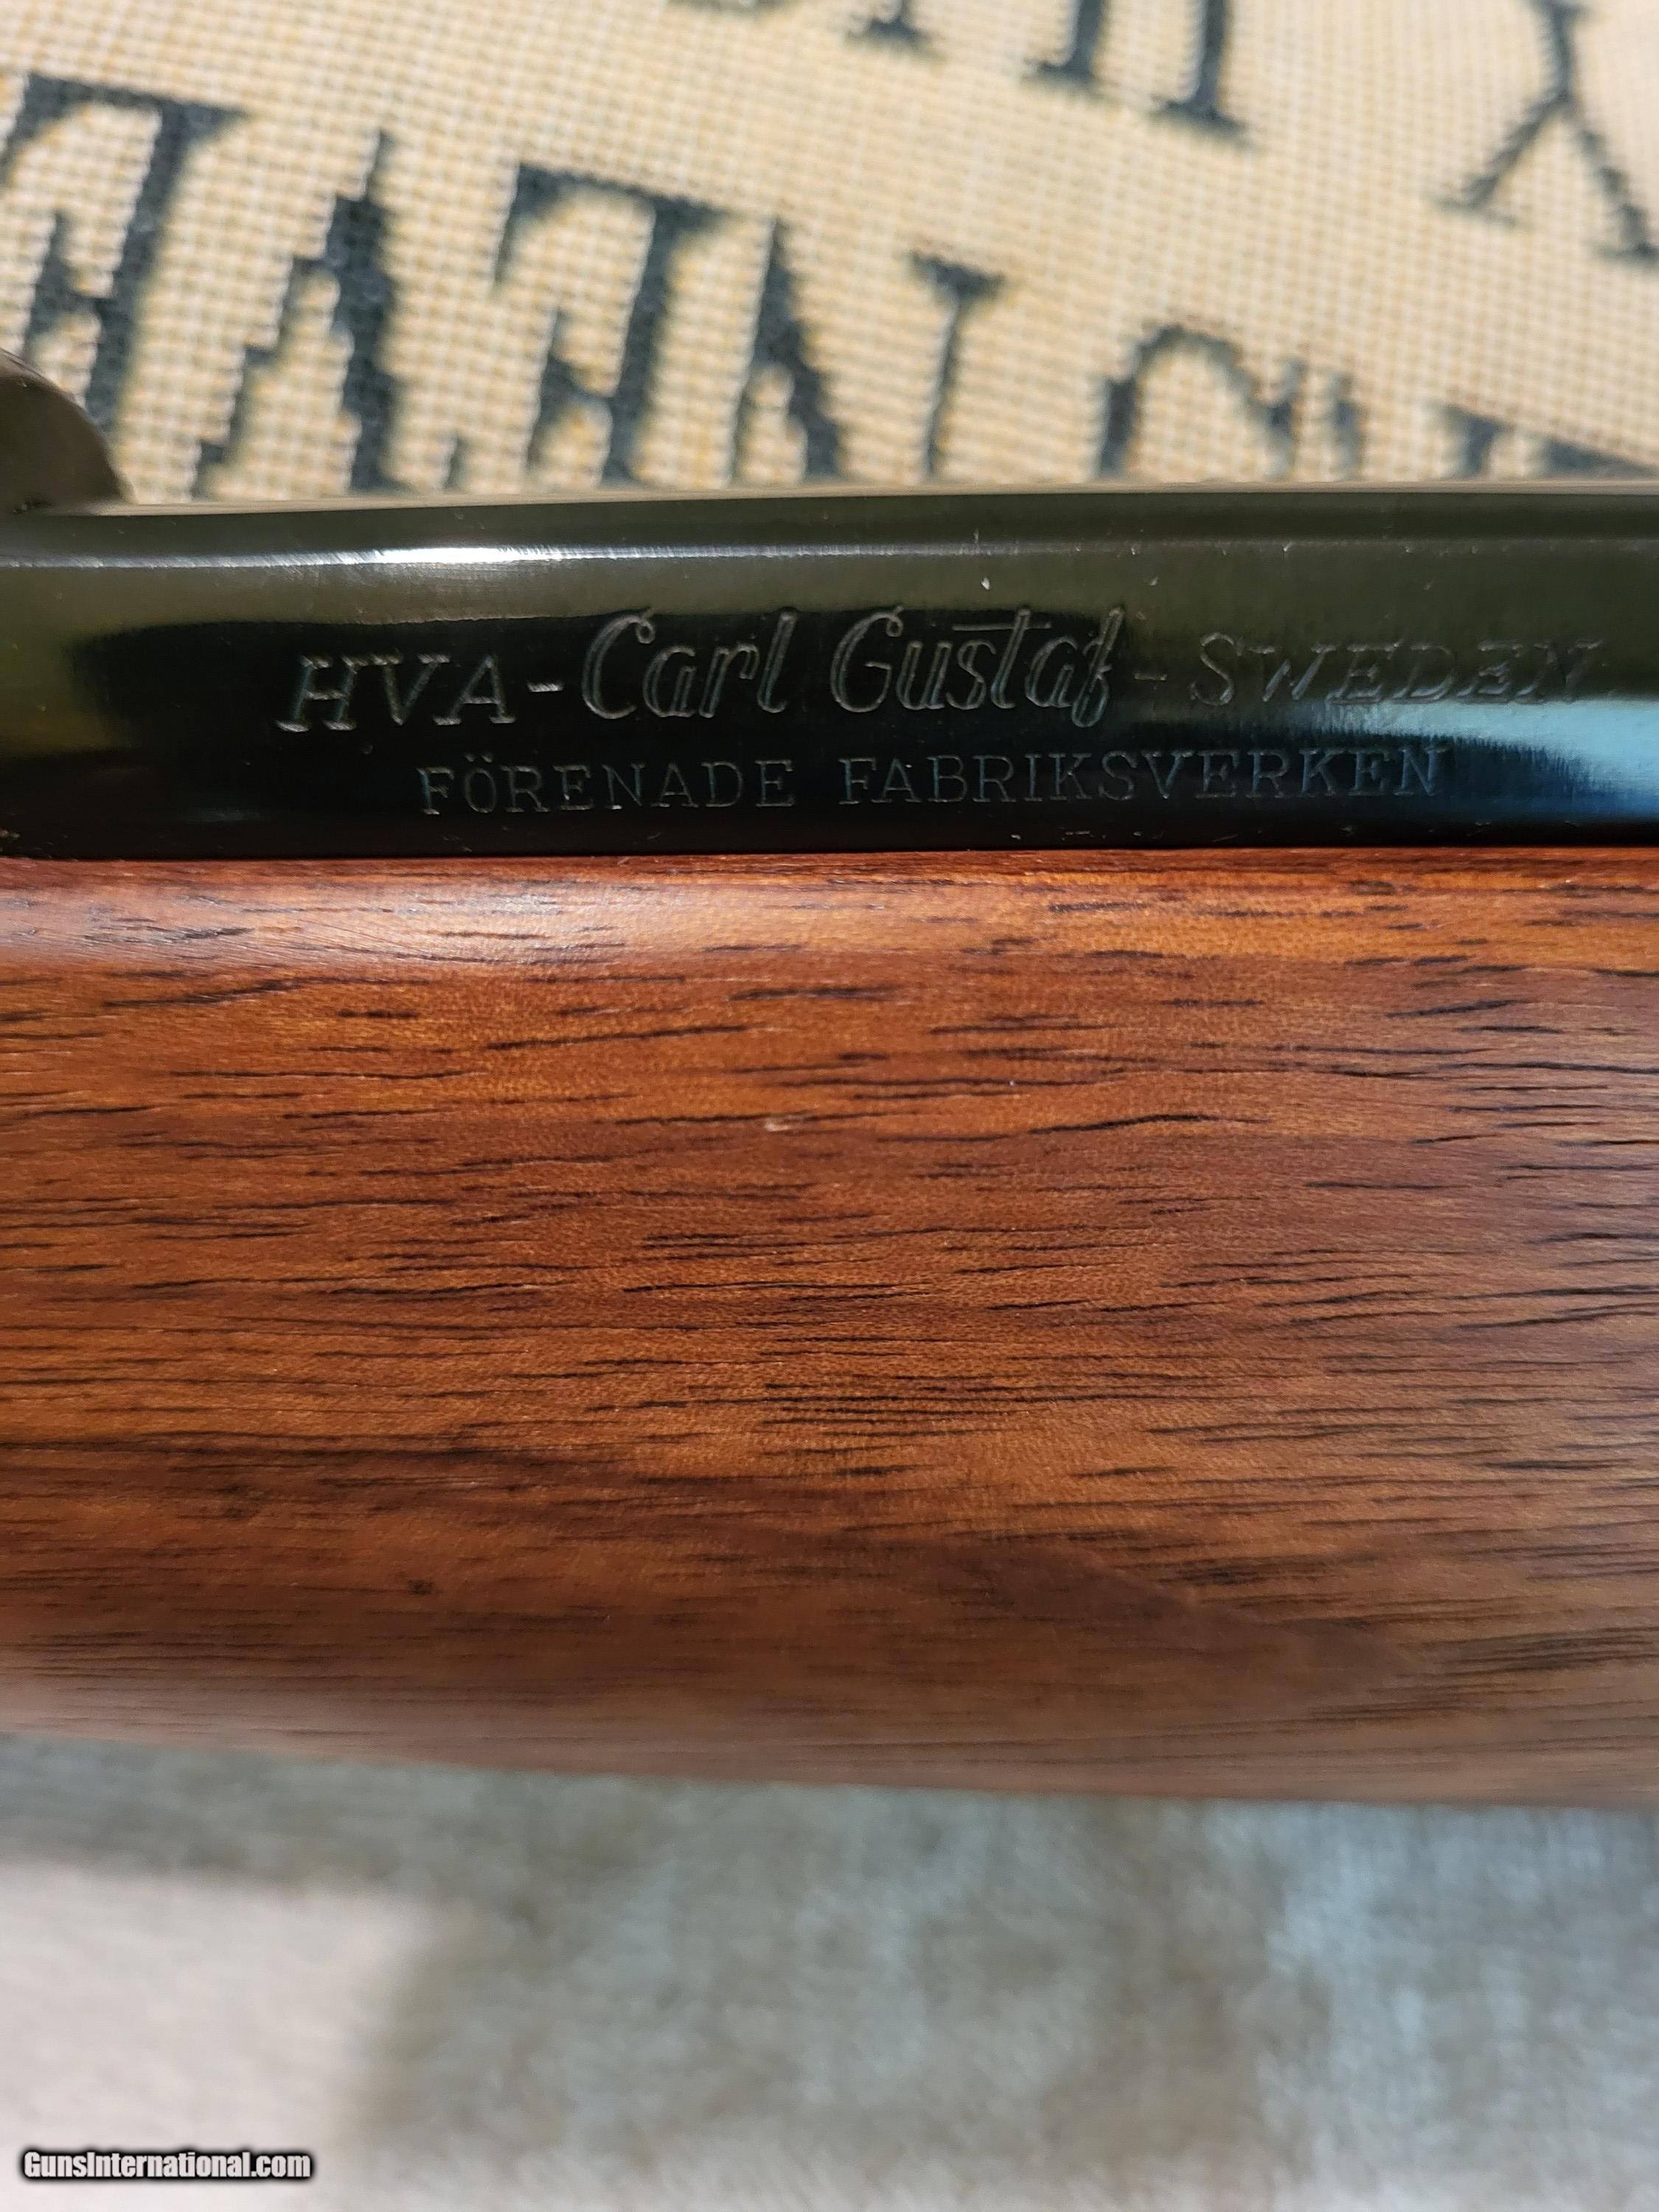 HVA-Carl Gustaf-SWEDEN
FÖRENADE FABRIKSVERKEN
GunsInternational.com